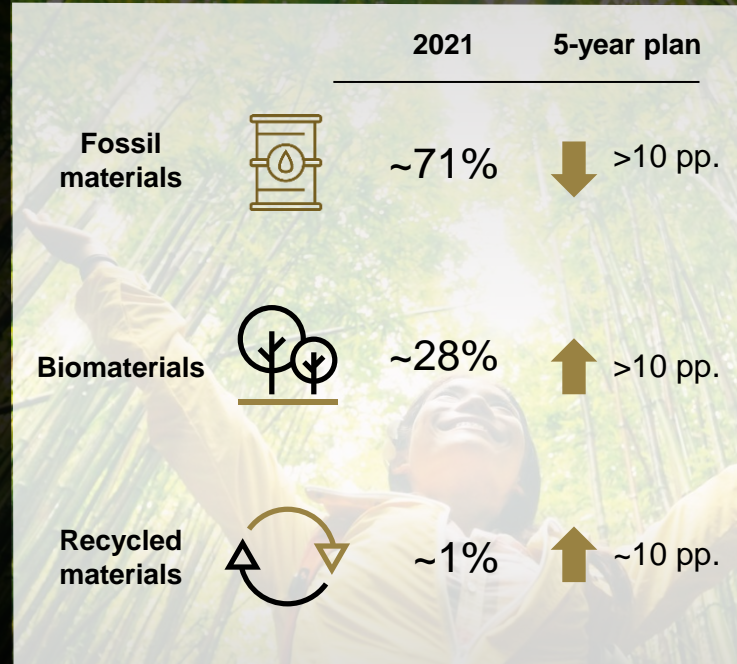 2021 5-year plan
Fossil
materials
~71% >10 pp.
Biomaterials ~28% >10 pp.
Recycled
materials
~1% ~10 pp.